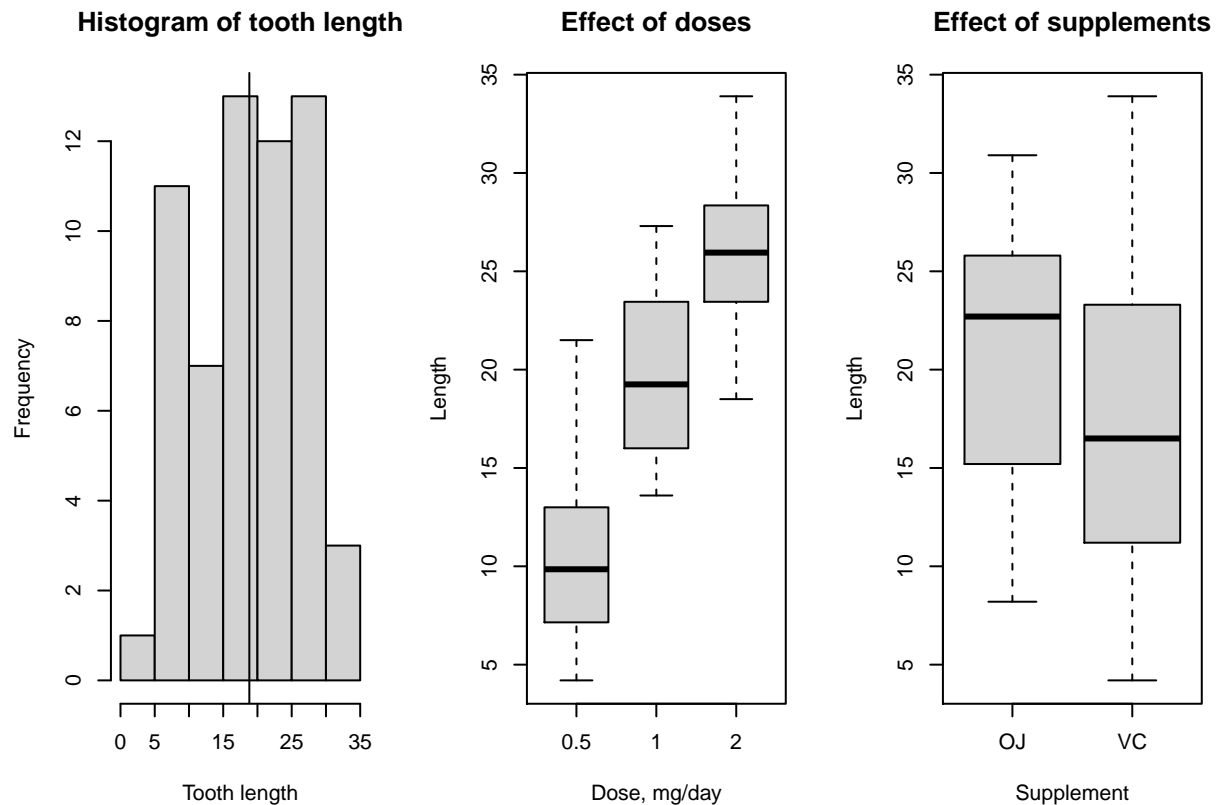 Histogram of tooth length
Frequency
0
2
4
6
8
10
12
0 5 15 25 35
Tooth length
Effect of doses
Length
5
10
15
20
25
30
35
0.5 1 2
Dose, mg/day
Effect of supplements
Length
5
10
15
20
25
30
35
OJ VC
Supplement